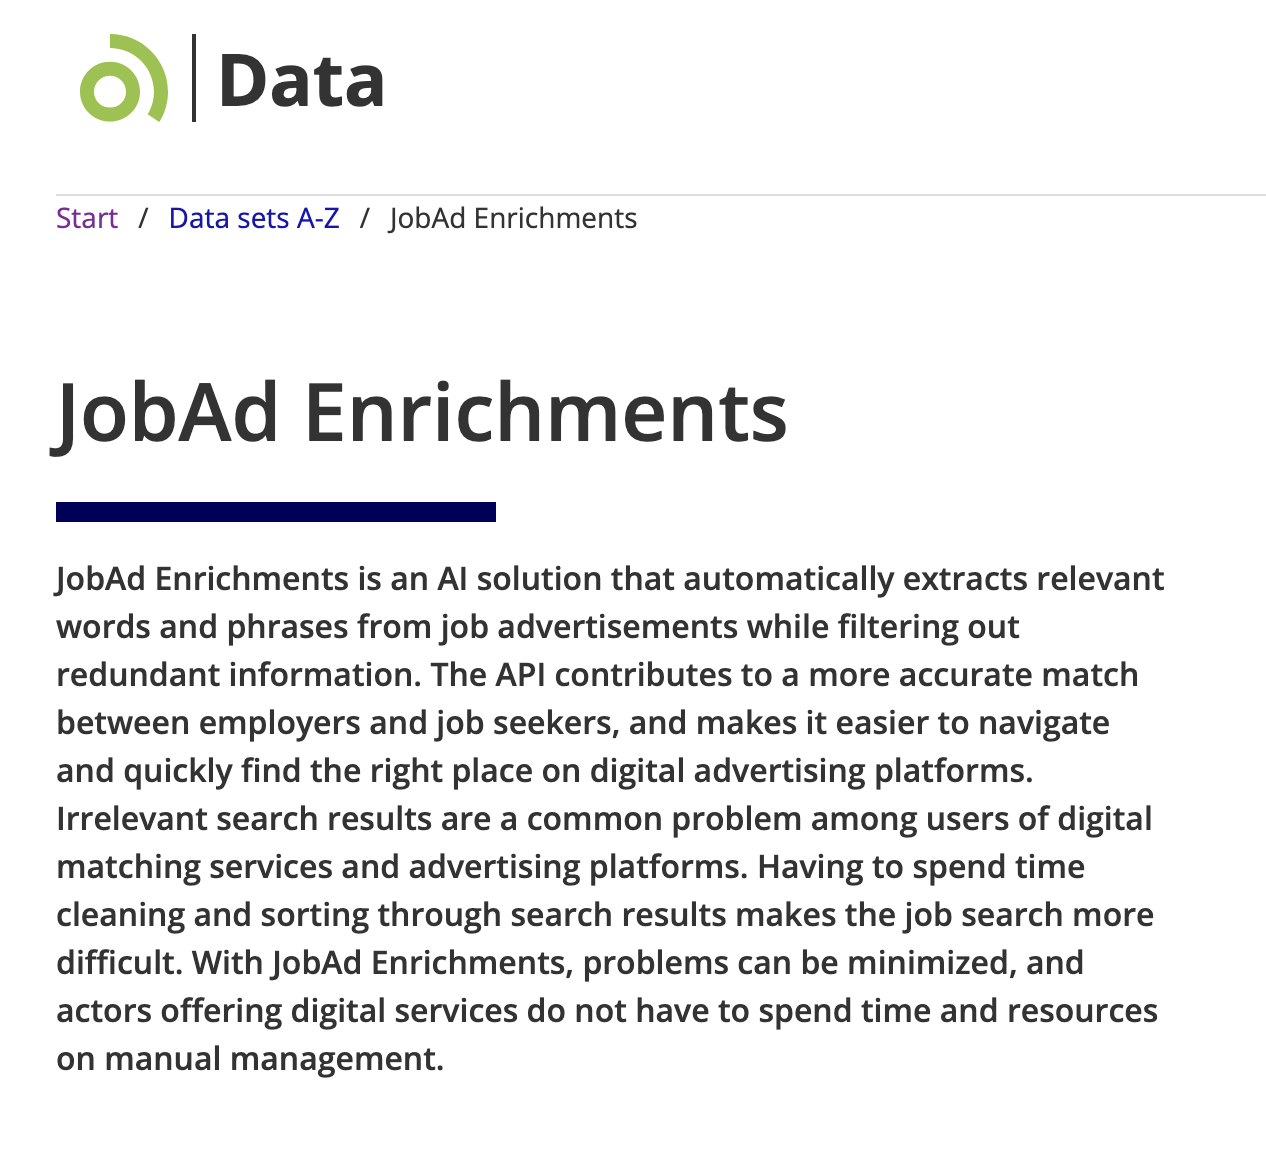 Data
Start / Data sets A-Z / JobAd Enrichments
JobAd Enrichments
JobAd Enrichments is an AI solution that automatically extracts relevant
words and phrases from job advertisements while filtering out
redundant information. The API contributes to a more accurate match
between employers and job seekers, and makes it easier to navigate
and quickly find the right place on digital advertising platforms.
Irrelevant search results are a common problem among users of digital
matching services and advertising platforms. Having to spend time
cleaning and sorting through search results makes the job search more
difficult. With JobAd Enrichments, problems can be minimized, and
actors offering digital services do not have to spend time and resources
on manual management.